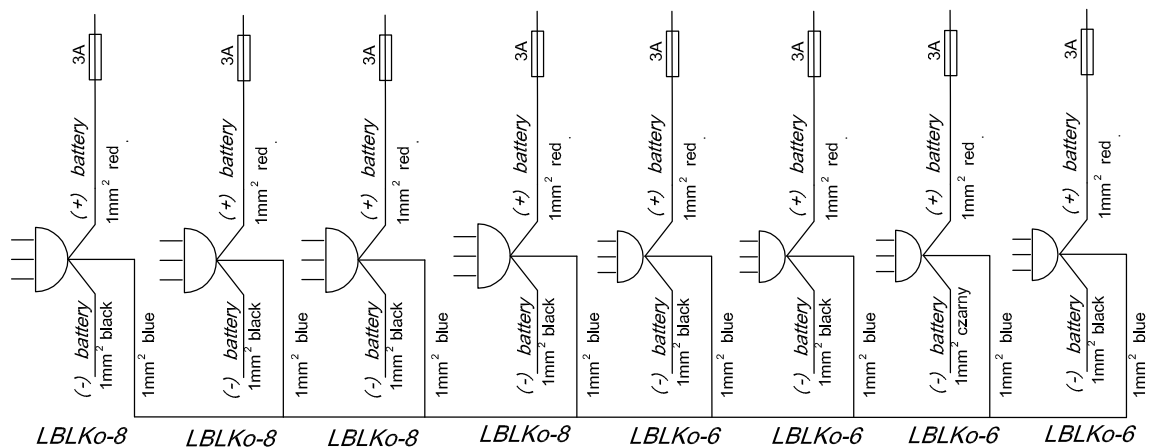 3A
3A
3A
3A
3A
3A
3A
3A
(+) battery
1mm² red .
(+) battery
1mm² red .
(+) battery
1mm² red .
(+) battery
1mm² red .
(+) battery
1mm² red .
(+) battery
1mm² red .
(+) battery
1mm² red .
(+) battery
1mm² red .
(-) battery
1mm² black
1mm² blue
(-) battery
1mm² black
1mm² blue
(-) battery
1mm² black
1mm² blue
(-) battery
1mm² black
1mm² blue
(-) battery
1mm² black
1mm² blue
(-) battery
1mm² black
1mm² blue
(-) battery
1mm² czarny
1mm² blue
(-) battery
1mm² black
1mm² blue
LBLKo-8
LBLKo-8
LBLKo-8
LBLKo-8
LBLKo-6
LBLKo-6
LBLKo-6
LBLKo-6